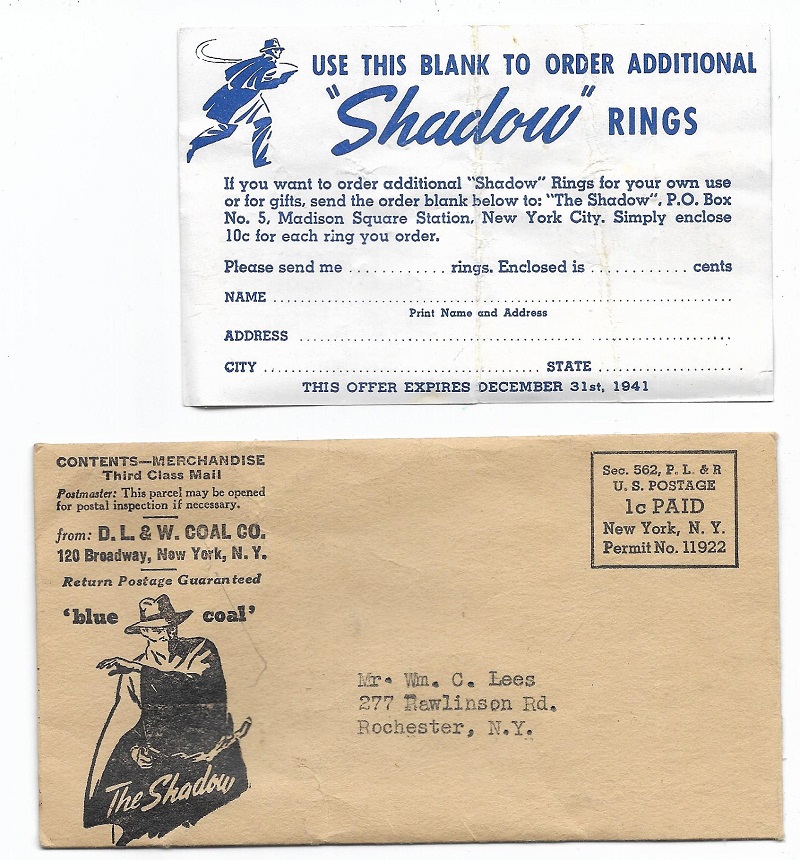 USE THIS BLANK TO ORDER ADDITIONAL
"Shadow" RINGS
If you want to order additional "Shadow" Rings for your own use
or for gifts, send the order blank below to: "The Shadow", P.O. Box
No. 5, Madison Square Station, New York City. Simply enclose
10c for each ring you order.
Please send me ........... rings. Enclosed is ............ cents
NAME
Print Name and Address
ADDRESS
CITY STATE
THIS OFFER EXPIRES DECEMBER 31st, 1941
CONTENTS—MERCHANDISE
Third Class Mail
Postmaster: This parcel may be opened
for postal inspection if necessary.
from: D. L. & W. COAL CO.
120 Broadway, New York, N. Y.
Return Postage Guaranteed
'blue coal'
The Shadow
Sec. 562, P. L. & R
U. S. POSTAGE
1c PAID
New York, N. Y.
Permit No. 11922
Mr. Wm. C. Lees
277 Rawlinson Rd.
Rochester, N.Y.